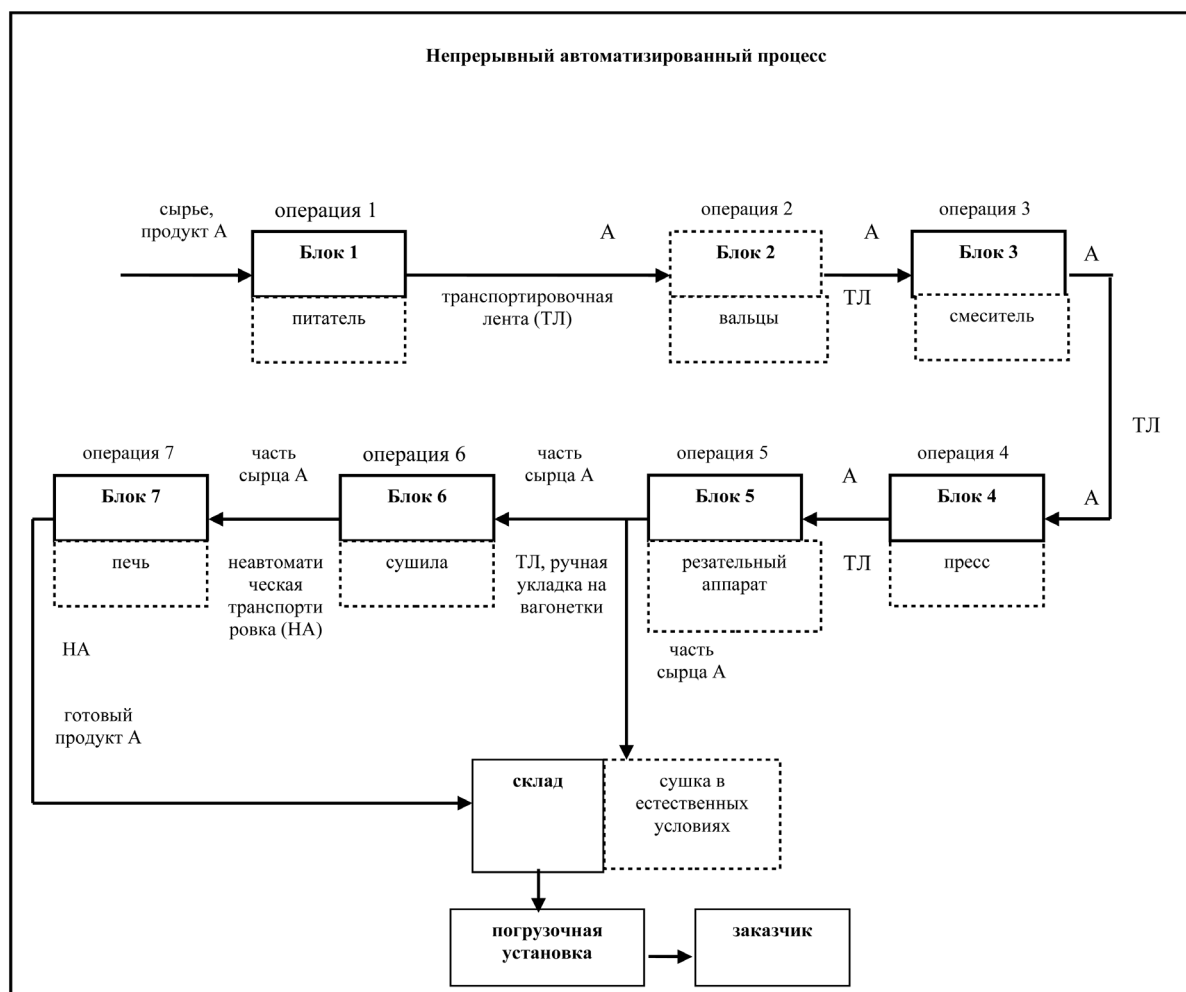 Непрерывный автоматизированный процесс
сырье,
продукт А
операция 1
Блок 1
питатель
А
транспортировочная
лента (ТЛ)
операция 2
Блок 2
вальцы
А
ТЛ
операция 3
Блок 3
смеситель
А
ТЛ
А
операция 4
Блок 4
пресс
А
ТЛ
операция 5
Блок 5
резательный
аппарат
часть
сырца А
ТЛ, ручная
укладка на
вагонетки
часть
сырца А
операция 6
Блок 6
сушила
часть
сырца А
неавтомати
ческая
транспорти
ровка (НА)
операция 7
Блок 7
печь
НА
готовый
продукт А
склад
сушка в
естественных
условиях
погрузочная
установка
заказчик